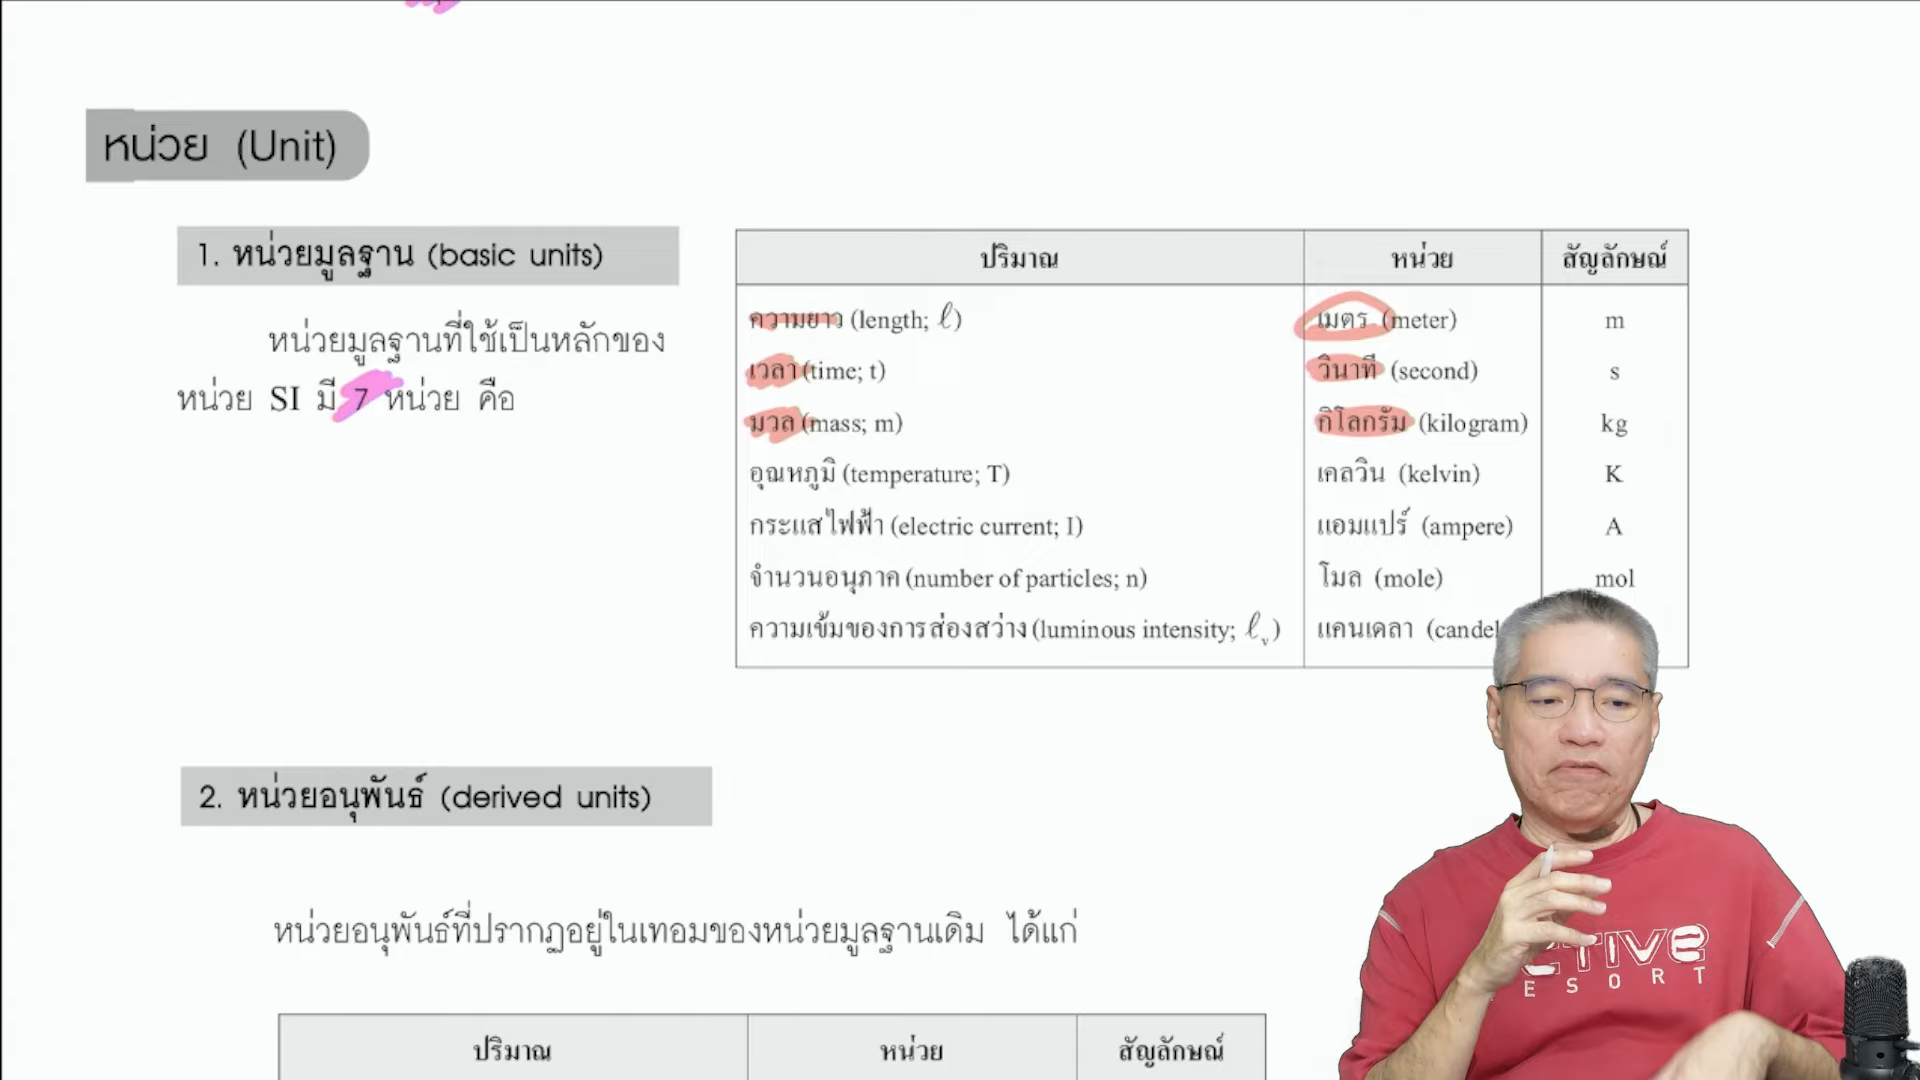 หน่วย (Unit)
1. หน่วยมูลฐาน (basic units)
หน่วยมูลฐานที่ใช้เป็นหลักของ
หน่วย SI มี 7 หน่วย คือ
ปริมาณ หน่วย สัญลักษณ์
ความยาว (length; ℓ) เมตร (meter) m
เวลา (time; t) วินาที (second) s
มวล (mass; m) กิโลกรัม (kilogram) kg
อุณหภูมิ (temperature; T) เคลวิน (kelvin) K
กระแสไฟฟ้า (electric current; I) แอมแปร์ (ampere) A
จำนวนอนุภาค (number of particles; n) โมล (mole) mol
ความเข้มของการส่องสว่าง (luminous intensity; ℓv) แคนเดลา (candel
2. หน่วยอนุพันธ์ (derived units)
หน่วยอนุพันธ์ที่ปรากฏอยู่ในเทอมของหน่วยมูลฐานเดิม ได้แก่
ปริมาณ หน่วย สัญลักษณ์
CTIVE
ESORT